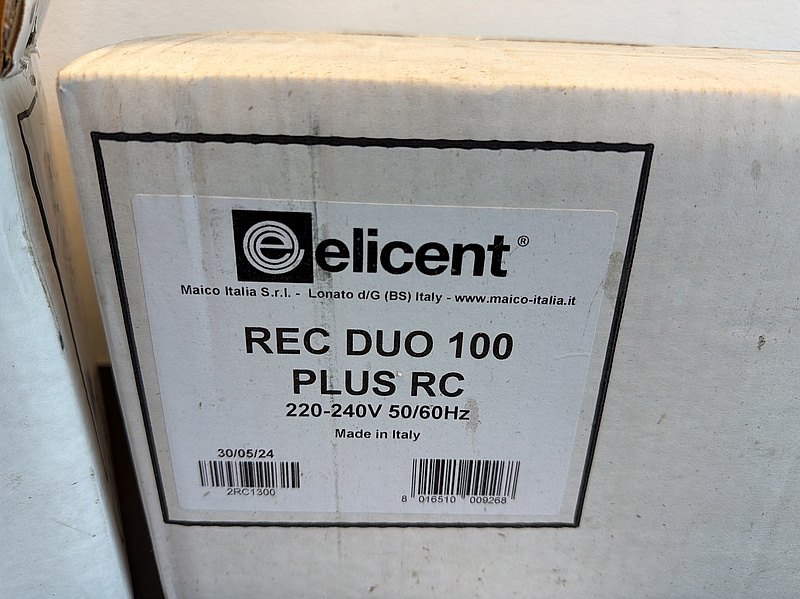 elicent®
Maico Italia S.r.l. - Lonato d/G (BS) Italy - www.maico-italia.it
REC DUO 100
PLUS RC
220-240V 50/60Hz
Made in Italy
30/05/24
2RC1300
8 016510 009268